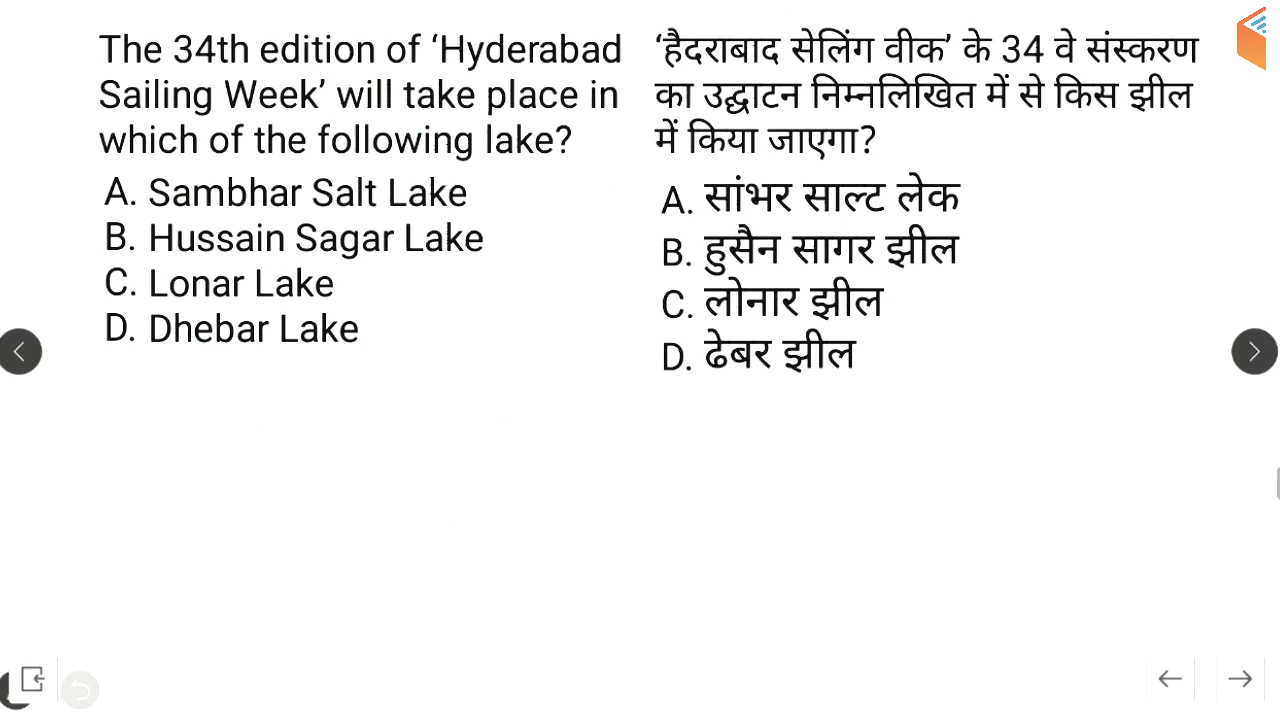 The 34th edition of ‘Hyderabad
Sailing Week’ will take place in
which of the following lake?
A. Sambhar Salt Lake
B. Hussain Sagar Lake
C. Lonar Lake
D. Dhebar Lake
‘हैदराबाद सेलिंग वीक’ के 34 वे संस्करण
का उद्घाटन निम्नलिखित में से किस झील
में किया जाएगा?
A. सांभर साल्ट लेक
B. हुसैन सागर झील
C. लोनार झील
D. ढेबर झील